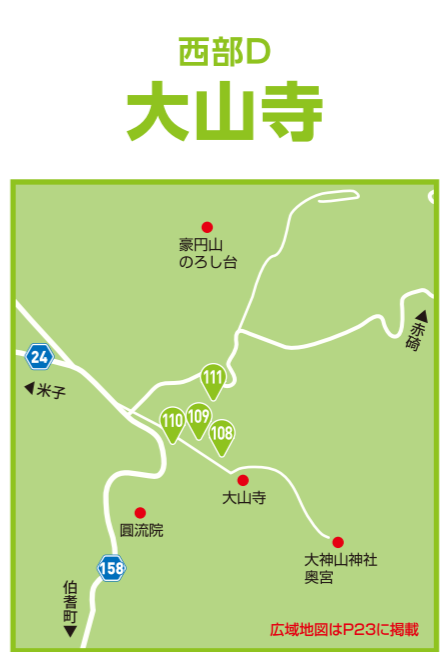 西部D
大山寺
豪円山
のろし台
▲赤碕
24
◀米子
111
110
109
108
大山寺
圓流院
大神山神社
奥宮
158
伯耆町▼
広域地図はP23に掲載